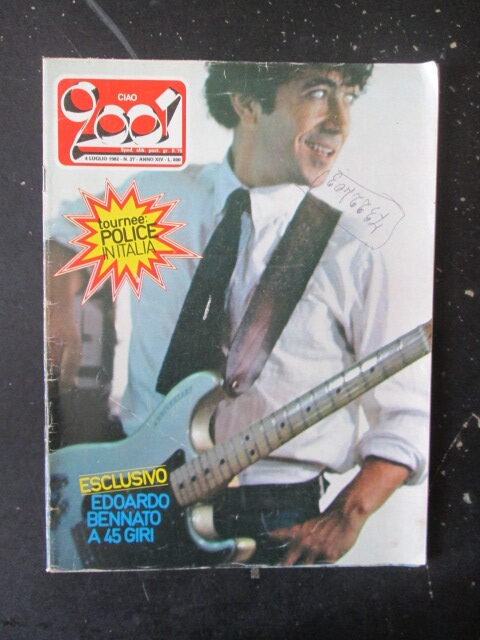 CIAO
2001
Sped. abb. post. gr. II-70
4 LUGLIO 1982 - N. 27 - ANNO XIV - L. 800
tournee:
POLICE
IN ITALIA
ESCLUSIVO
EDOARDO
BENNATO
A 45 GIRI